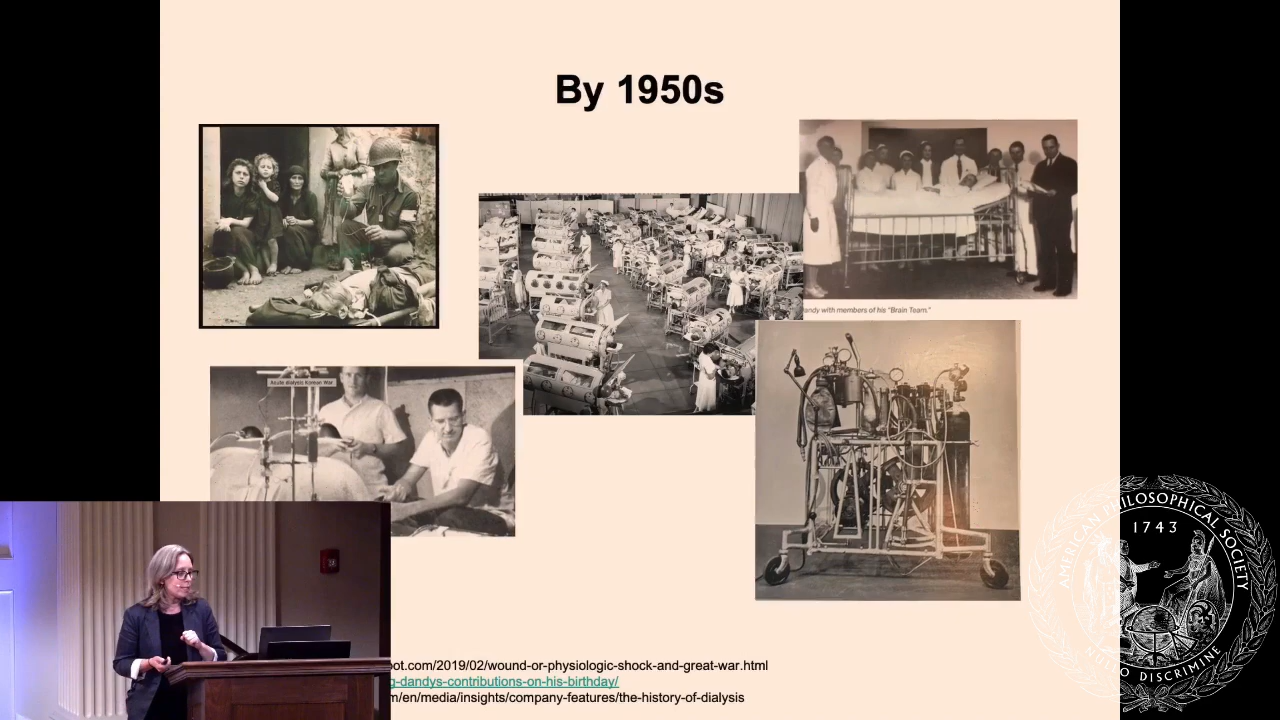 By 1950s
andy with members of his "Brain Team."
Acute dialysis Korean War
ot.com/2019/02/wound-or-physiologic-shock-and-great-war.html
g-dandys-contributions-on-his-birthday/
m/en/media/insights/company-features/the-history-of-dialysis
AMERICAN PHILOSOPHICAL SOCIETY
1743
NULLO DISCRIMINE